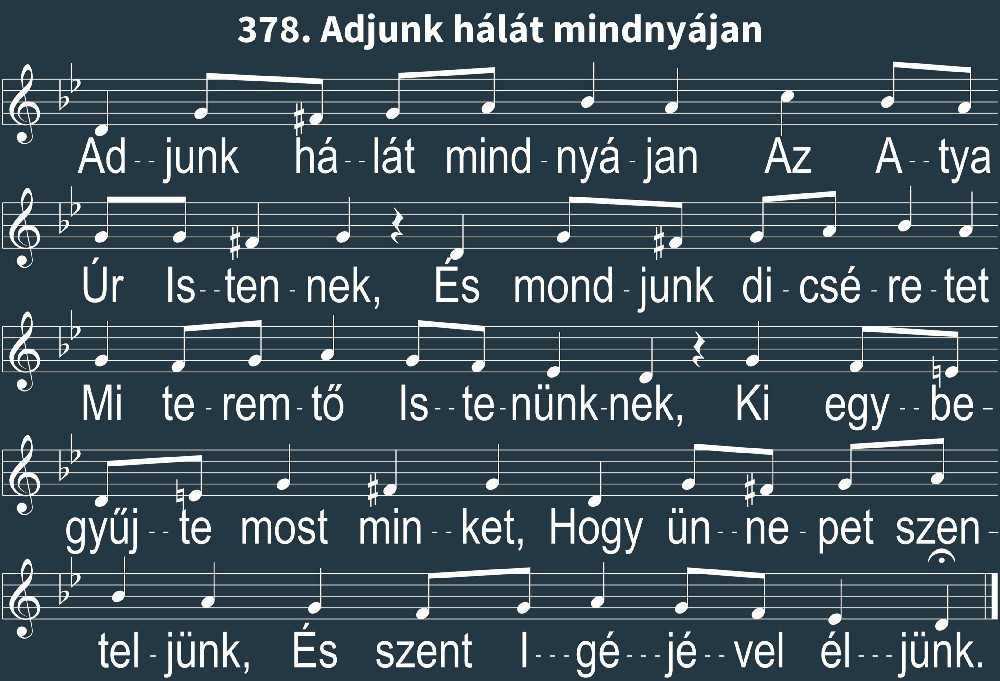 378. Adjunk hálát mindnyájan
Ad--junk há--lát mind-nyá-jan Az A--tya
Úr Is--ten-nek, És mond-junk di-csé-re-tet
Mi te-rem-tő Is--te-nünk-nek, Ki egy--be-
gyűj--te most min--ket, Hogy ün--ne-pet szen-
tel-jünk, És szent I---gé---jé--vel él---jünk.